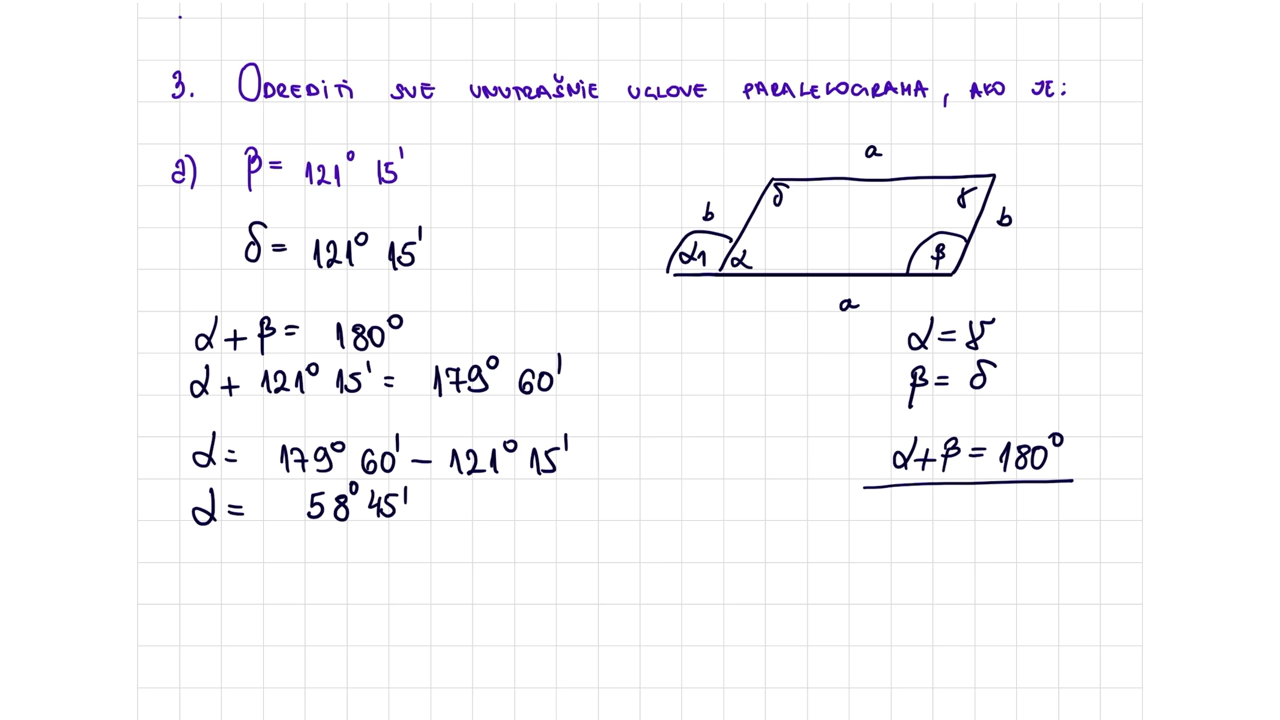 3. ODREDITI SVE UNUTRAŠNJE UGLOVE PARALELOGRAMA, AKO JE:
a) β = 121° 15'
δ = 121° 15'
α + β = 180°
α + 121° 15' = 179° 60'
α = 179° 60' - 121° 15'
α = 58° 45'
a
δ γ
b b
α1 α β
a
α = γ
β = δ
α + β = 180°